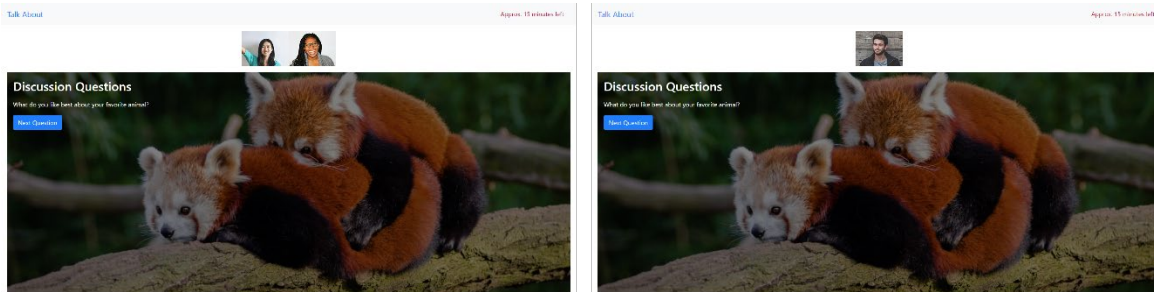 Talk About
Approx. 15 minutes left
Discussion Questions
What do you like best about your favorite animal?
Next Question
Talk About
Approx. 15 minutes left
Discussion Questions
What do you like best about your favorite animal?
Next Question